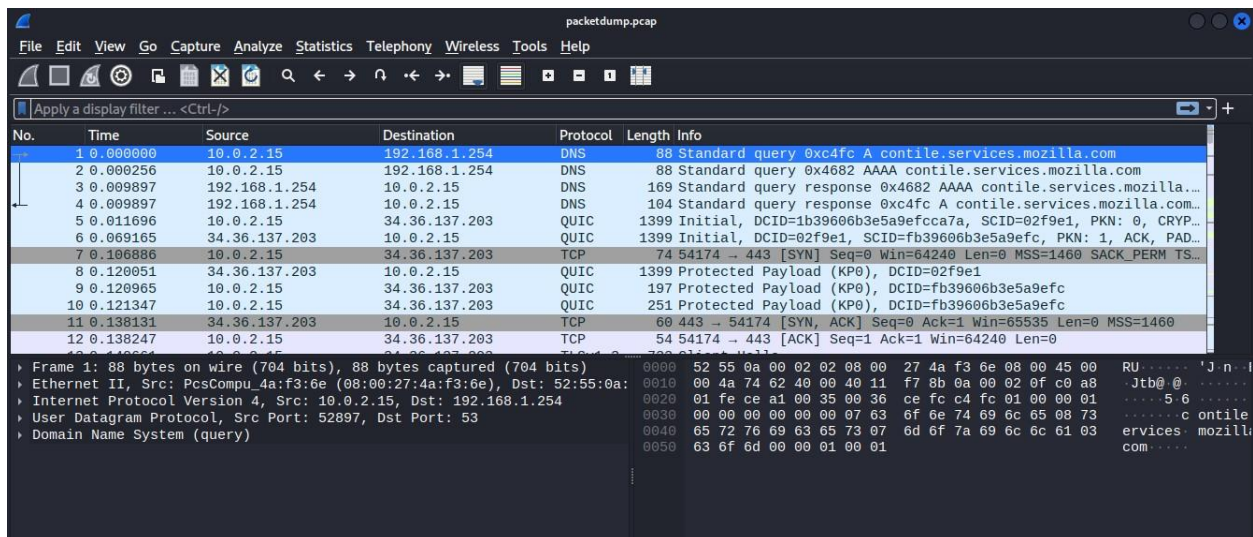 packetdump.pcap
File Edit View Go Capture Analyze Statistics Telephony Wireless Tools Help
Apply a display filter ... <Ctrl-/>
No. Time Source Destination Protocol Length Info
1 0.000000 10.0.2.15 192.168.1.254 DNS 88 Standard query 0xc4fc A contile.services.mozilla.com
2 0.000256 10.0.2.15 192.168.1.254 DNS 88 Standard query 0x4682 AAAA contile.services.mozilla.com
3 0.009897 192.168.1.254 10.0.2.15 DNS 169 Standard query response 0x4682 AAAA contile.services.mozilla.…
4 0.009897 192.168.1.254 10.0.2.15 DNS 104 Standard query response 0xc4fc A contile.services.mozilla.com…
5 0.011696 10.0.2.15 34.36.137.203 QUIC 1399 Initial, DCID=1b39606b3e5a9efcca7a, SCID=02f9e1, PKN: 0, CRYP…
6 0.069165 34.36.137.203 10.0.2.15 QUIC 1399 Initial, DCID=02f9e1, SCID=fb39606b3e5a9efc, PKN: 1, ACK, PAD…
7 0.106886 10.0.2.15 34.36.137.203 TCP 74 54174 → 443 [SYN] Seq=0 Win=64240 Len=0 MSS=1460 SACK_PERM TS…
8 0.120051 34.36.137.203 10.0.2.15 QUIC 1399 Protected Payload (KP0), DCID=02f9e1
9 0.120965 10.0.2.15 34.36.137.203 QUIC 197 Protected Payload (KP0), DCID=fb39606b3e5a9efc
10 0.121347 10.0.2.15 34.36.137.203 QUIC 251 Protected Payload (KP0), DCID=fb39606b3e5a9efc
11 0.138131 34.36.137.203 10.0.2.15 TCP 60 443 → 54174 [SYN, ACK] Seq=0 Ack=1 Win=65535 Len=0 MSS=1460
12 0.138247 10.0.2.15 34.36.137.203 TCP 54 54174 → 443 [ACK] Seq=1 Ack=1 Win=64240 Len=0
Frame 1: 88 bytes on wire (704 bits), 88 bytes captured (704 bits)
Ethernet II, Src: PcsCompu_4a:f3:6e (08:00:27:4a:f3:6e), Dst: 52:55:0a:
Internet Protocol Version 4, Src: 10.0.2.15, Dst: 192.168.1.254
User Datagram Protocol, Src Port: 52897, Dst Port: 53
Domain Name System (query)
0000 52 55 0a 00 02 02 08 00 27 4a f3 6e 08 00 45 00 RU······ 'J·n··
0010 00 4a 74 62 40 00 40 11 f7 8b 0a 00 02 0f c0 a8 ·Jtb@·@· ······
0020 01 fe ce a1 00 35 00 36 ce fc c4 fc 01 00 00 01 ·····5·6 ······
0030 00 00 00 00 00 00 07 63 6f 6e 74 69 6c 65 08 73 ·······c ontile
0040 65 72 76 69 63 65 73 07 6d 6f 7a 69 6c 6c 61 03 ervices· mozill
0050 63 6f 6d 00 00 01 00 01 com·····